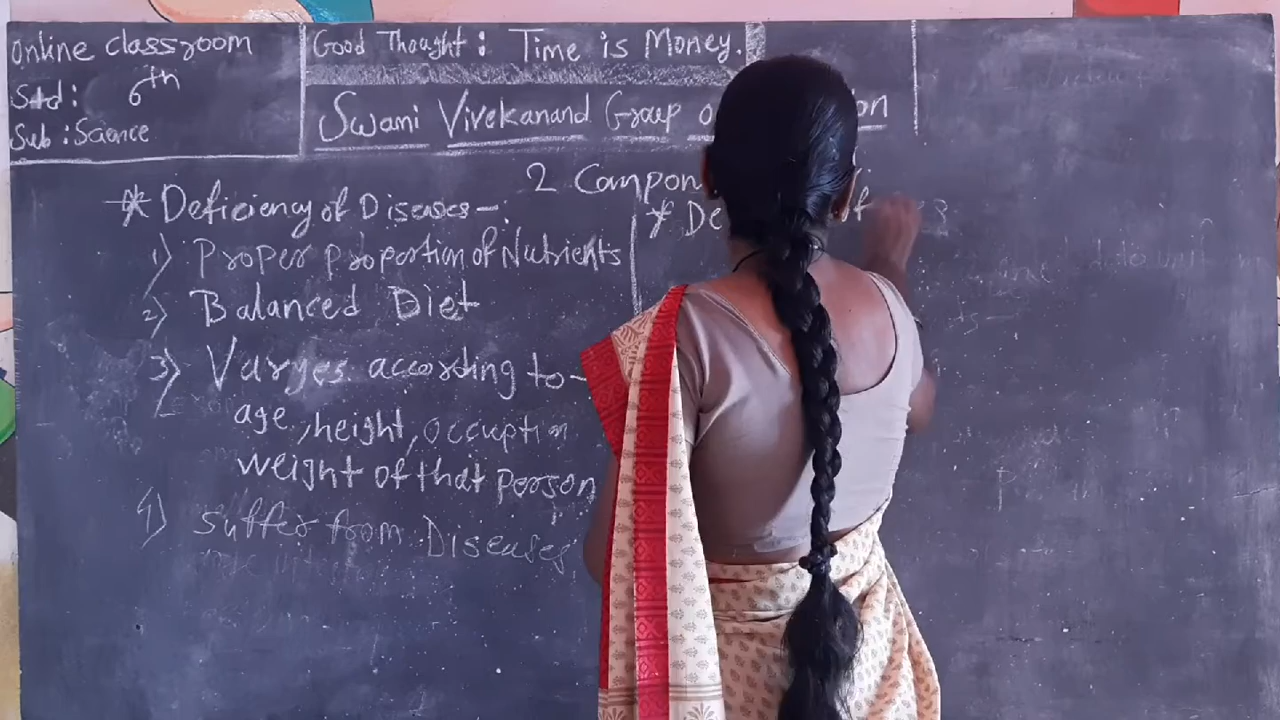 Online classroom
Std: 6th
Sub: Science
Good Thought: Time is Money.
Swami Vivekanand Group
2 Compon
* Deficiency of Diseases-:
1) Proper proportion of Nutrients
2) Balanced Diet
3) Varyes according to-
age, height, occuption
weight of that person
4) suffer from Diseases
* De